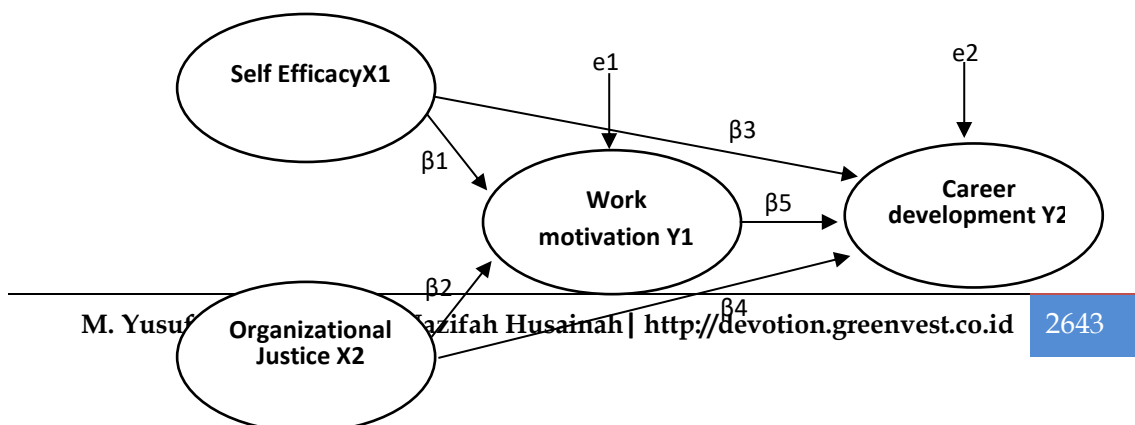 Self EfficacyX1
e1
e2
β3
β1
Work
motivation Y1
β5
Career
development Y2
β2
β4
M. Yusuf
Husainah| http://devotion.greenvest.co.id
2643
Organizational
Justice X2